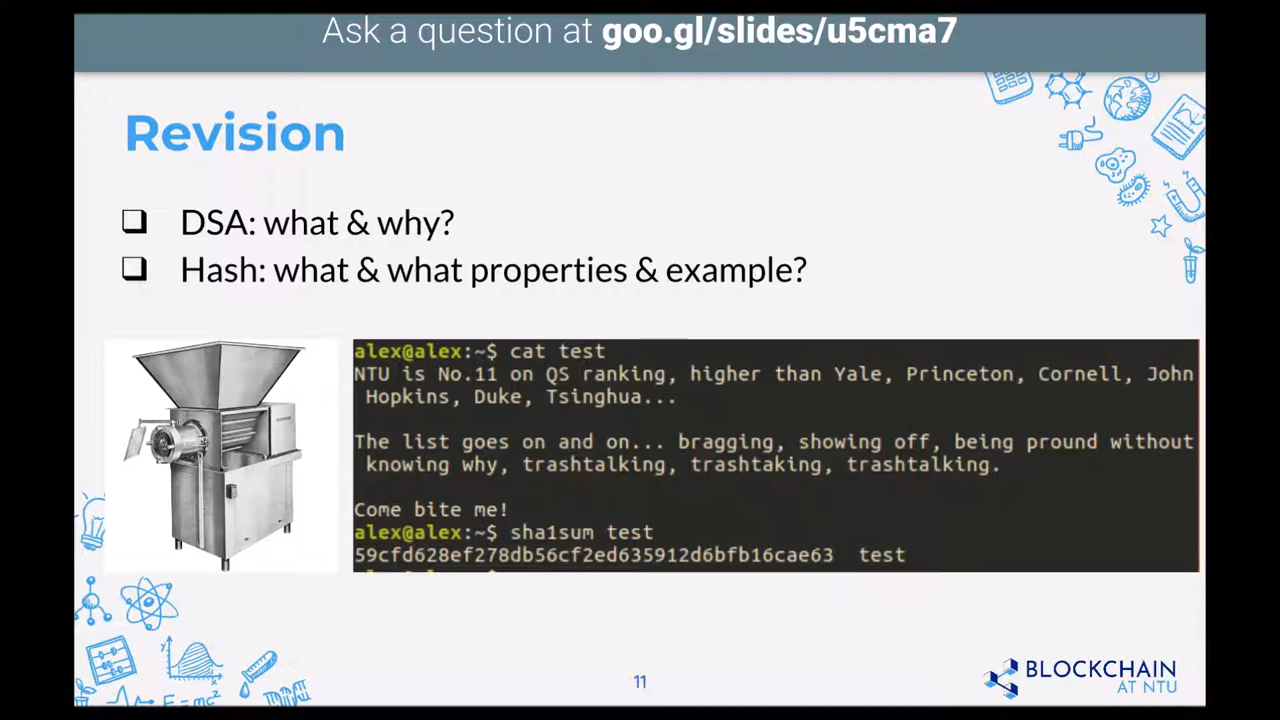 Ask a question at goo.gl/slides/u5cma7
Revision
DSA: what & why?
Hash: what & what properties & example?
alex@alex:~$ cat test
NTU is No.11 on QS ranking, higher than Yale, Princeton, Cornell, John
Hopkins, Duke, Tsinghua...
The list goes on and on... bragging, showing off, being pround without
knowing why, trashtalking, trashtaking, trashtalking.
Come bite me!
alex@alex:~$ sha1sum test
59cfd628ef278db56cf2ed635912d6bfb16cae63 test
E=mc²
11
BLOCKCHAIN
AT NTU